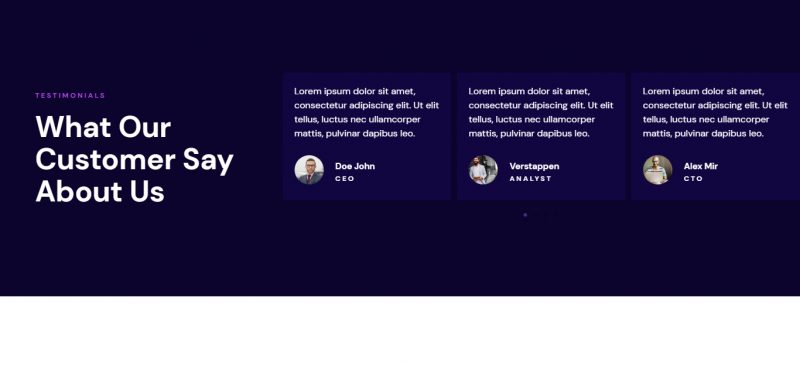 TESTIMONIALS
What Our
Customer Say
About Us
Lorem ipsum dolor sit amet,
consectetur adipiscing elit. Ut elit
tellus, luctus nec ullamcorper
mattis, pulvinar dapibus leo.
Doe John
CEO
Lorem ipsum dolor sit amet,
consectetur adipiscing elit. Ut elit
tellus, luctus nec ullamcorper
mattis, pulvinar dapibus leo.
Verstappen
ANALYST
Lorem ipsum dolor sit amet,
consectetur adipiscing elit. Ut elit
tellus, luctus nec ullamcorper
mattis, pulvinar dapibus leo.
Alex Mir
CTO